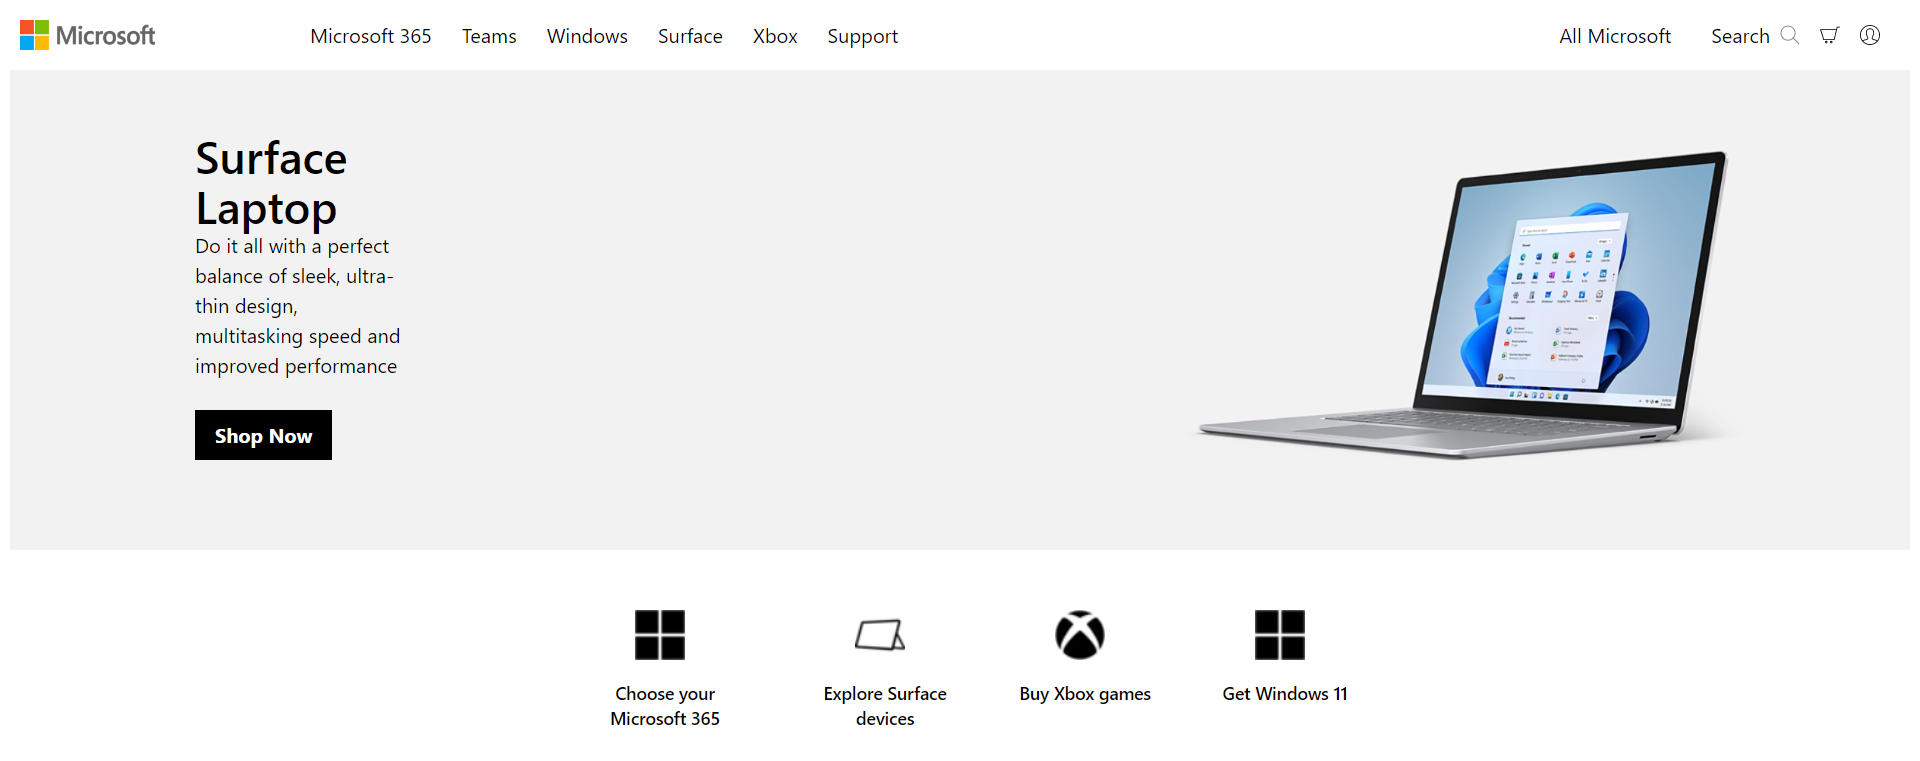 Microsoft
Microsoft 365 Teams Windows Surface Xbox Support
All Microsoft Search
Surface
Laptop
Do it all with a perfect
balance of sleek, ultra-
thin design,
multitasking speed and
improved performance
Shop Now
Choose your
Microsoft 365
Explore Surface
devices
Buy Xbox games
Get Windows 11